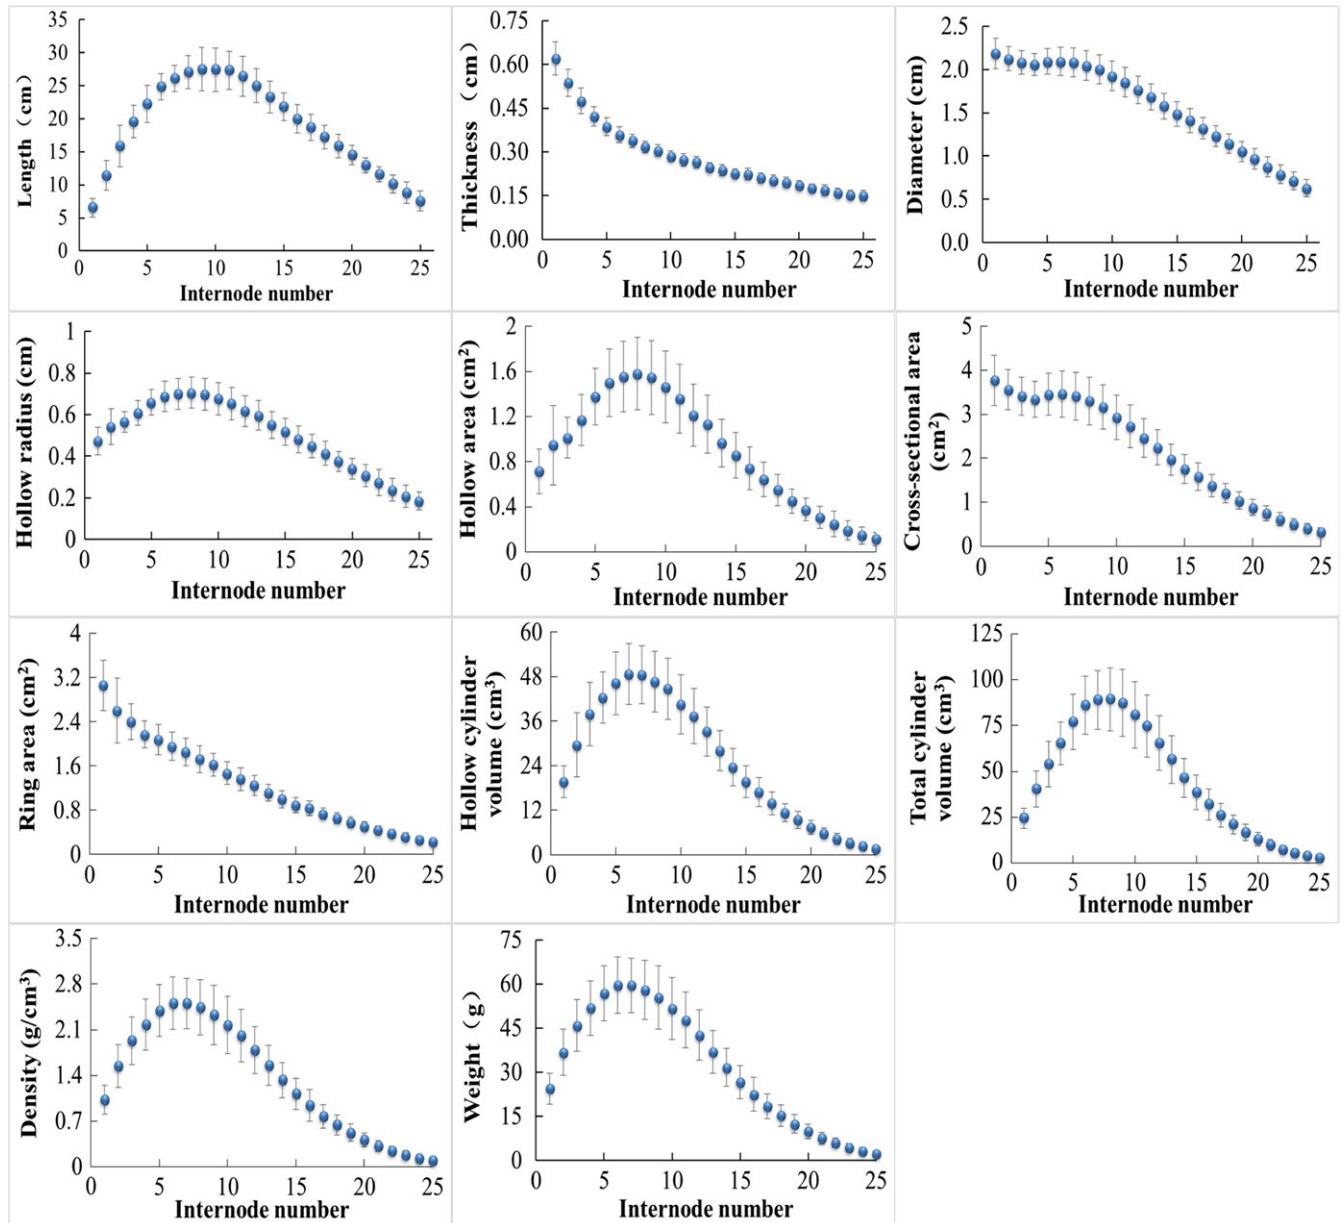 Length（cm）
35
30
25
20
15
10
5
0
0 5 10 15 20 25
Internode number
Thickness （cm）
0.75
0.60
0.45
0.30
0.15
0.00
0 5 10 15 20 25
Internode number
Diameter (cm)
2.5
2.0
1.5
1.0
0.5
0.0
0 5 10 15 20 25
Internode number
Hollow radius (cm)
1
0.8
0.6
0.4
0.2
0
0 5 10 15 20 25
Internode number
Hollow area (cm²)
2
1.6
1.2
0.8
0.4
0
0 5 10 15 20 25
Internode number
Cross-sectional area
(cm²)
5
4
3
2
1
0
0 5 10 15 20 25
Internode number
Ring area (cm²)
4
3.2
2.4
1.6
0.8
0
0 5 10 15 20 25
Internode number
Hollow cylinder
volume (cm³)
60
48
36
24
12
0
0 5 10 15 20 25
Internode number
Total cylinder
volume (cm³)
125
100
75
50
25
0
0 5 10 15 20 25
Internode number
Density (g/cm³)
3.5
2.8
2.1
1.4
0.7
0
0 5 10 15 20 25
Internode number
Weight（g）
75
60
45
30
15
0
0 5 10 15 20 25
Internode number